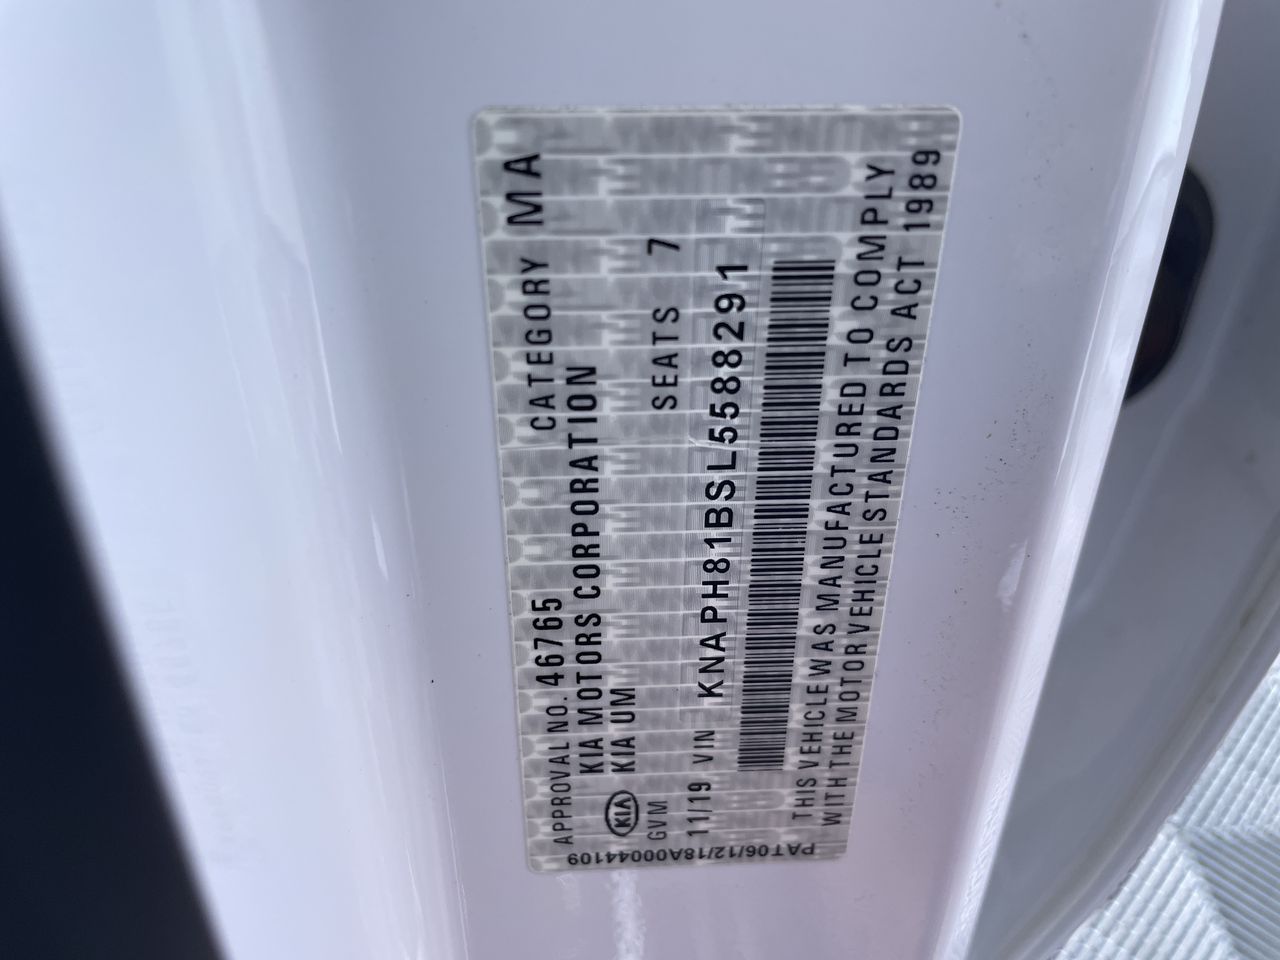 APPROVAL NO. 46765 CATEGORY MA
KIA MOTORS CORPORATION
KIA KIA UM
GVM SEATS 7
11/19 VIN KNAPH81BSL5588291
THIS VEHICLE WAS MANUFACTURED TO COMPLY
WITH THE MOTOR VEHICLE STANDARDS ACT 1989
PAT06/12/18A00044109